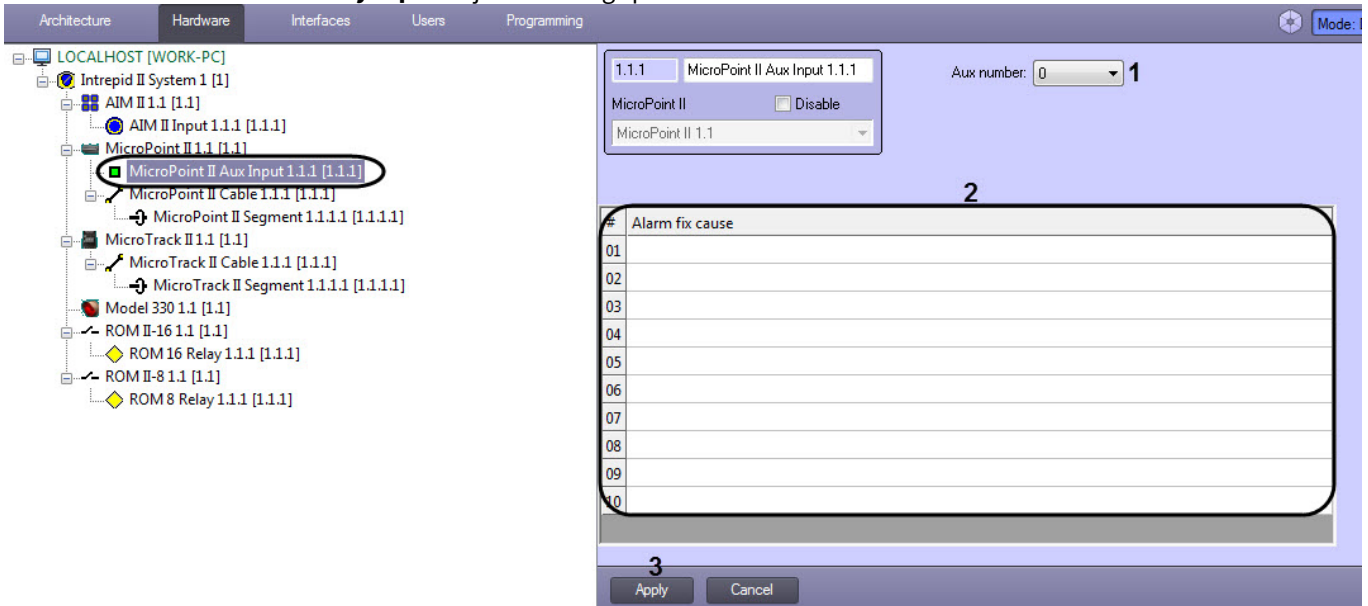 Architecture Hardware Interfaces Users Programming
Mode:
LOCALHOST [WORK-PC]
Intrepid II System 1 [1]
AIM II 1.1 [1.1]
AIM II Input 1.1.1 [1.1.1]
MicroPoint II 1.1 [1.1]
MicroPoint II Aux Input 1.1.1 [1.1.1]
MicroPoint II Cable 1.1.1 [1.1.1]
MicroPoint II Segment 1.1.1.1 [1.1.1.1]
MicroTrack II 1.1 [1.1]
MicroTrack II Cable 1.1.1 [1.1.1]
MicroTrack II Segment 1.1.1.1 [1.1.1.1]
Model 330 1.1 [1.1]
ROM II-16 1.1 [1.1]
ROM 16 Relay 1.1.1 [1.1.1]
ROM II-8 1.1 [1.1]
ROM 8 Relay 1.1.1 [1.1.1]
1.1.1 MicroPoint II Aux Input 1.1.1
MicroPoint II Disable
MicroPoint II 1.1
Aux number: 0 1
2
# Alarm fix cause
01
02
03
04
05
06
07
08
09
10
3
Apply Cancel